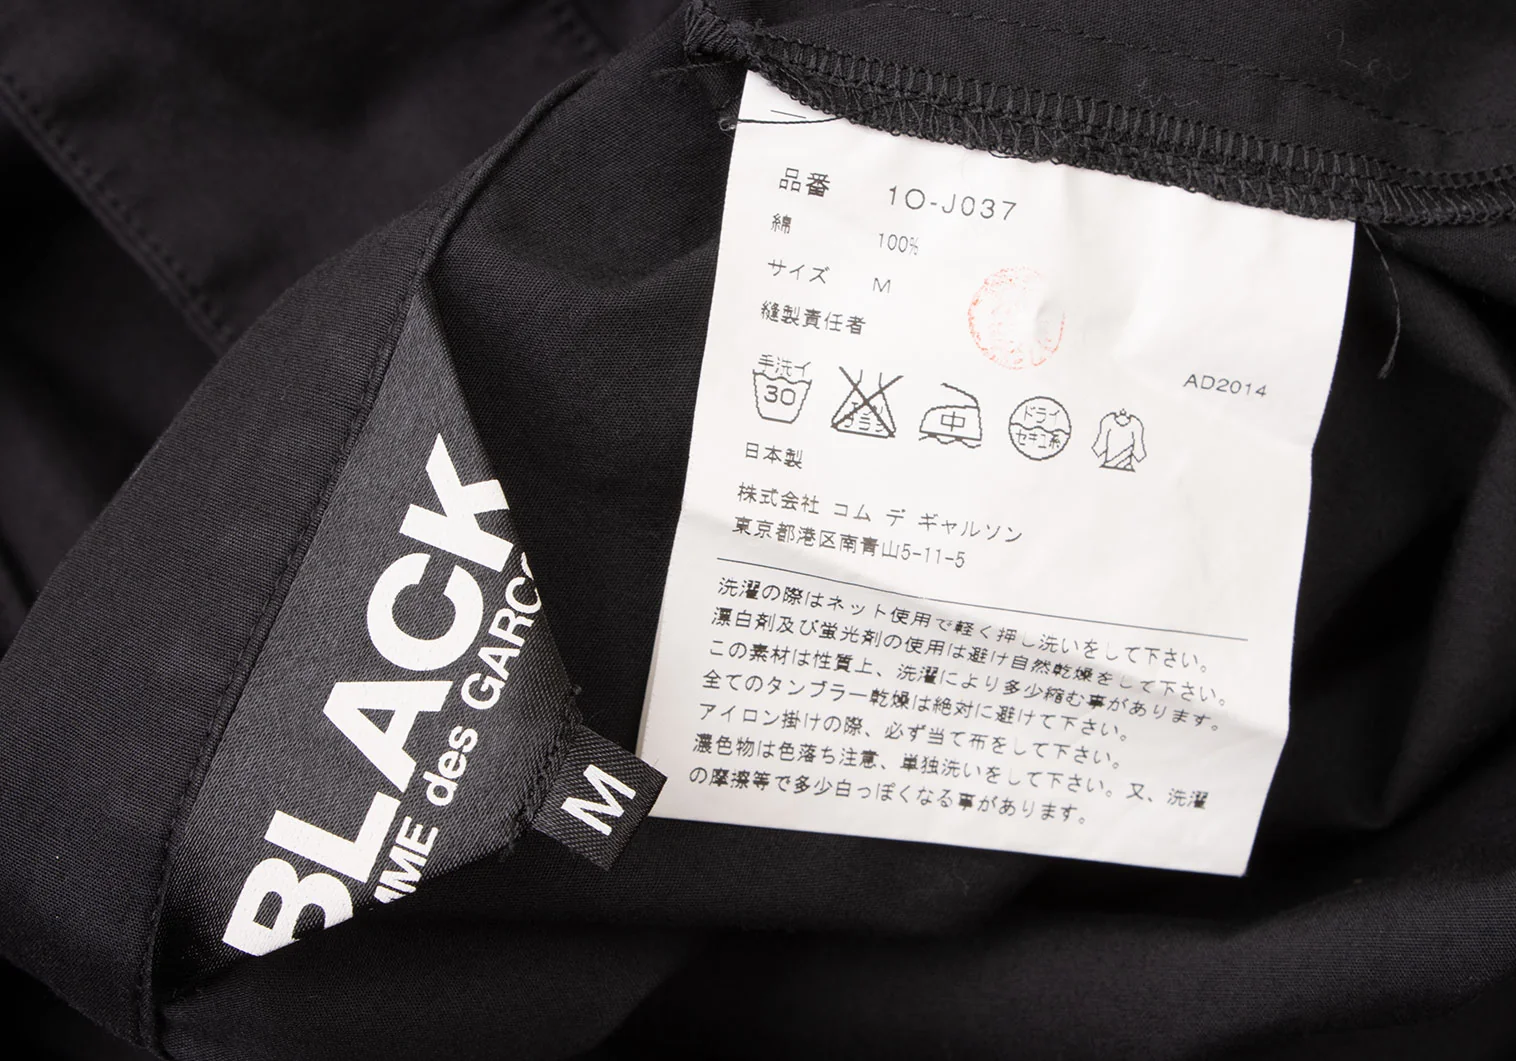 BLACK
MME des GARÇO
M
品番 1O-J037
綿 100%
サイズ M
縫製責任者
AD2014
手洗イ
30
中
ドライ
セキユ系
日本製
株式会社 コム デ ギャルソン
東京都港区南青山5-11-5
洗濯の際はネット使用で軽く押し洗いをして下さい。
漂白剤及び蛍光剤の使用は避け自然乾燥をして下さい。
この素材は性質上、洗濯により多少縮む事があります。
全てのタンブラー乾燥は絶対に避けて下さい。
アイロン掛けの際、必ず当て布をして下さい。
濃色物は色落ち注意、単独洗いをして下さい。又、洗濯
の摩擦等で多少白っぽくなる事があります。